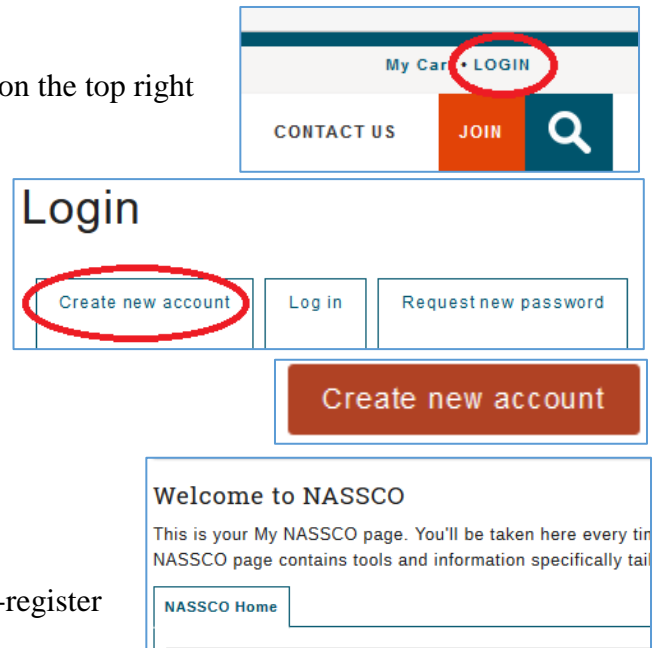 My Cart • LOGIN
on the top right
CONTACT US JOIN
Login
Create new account Log in Request new password
Create new account
Welcome to NASSCO
This is your My NASSCO page. You'll be taken here every
NASSCO page contains tools and information specifically
-register
NASSCO Home